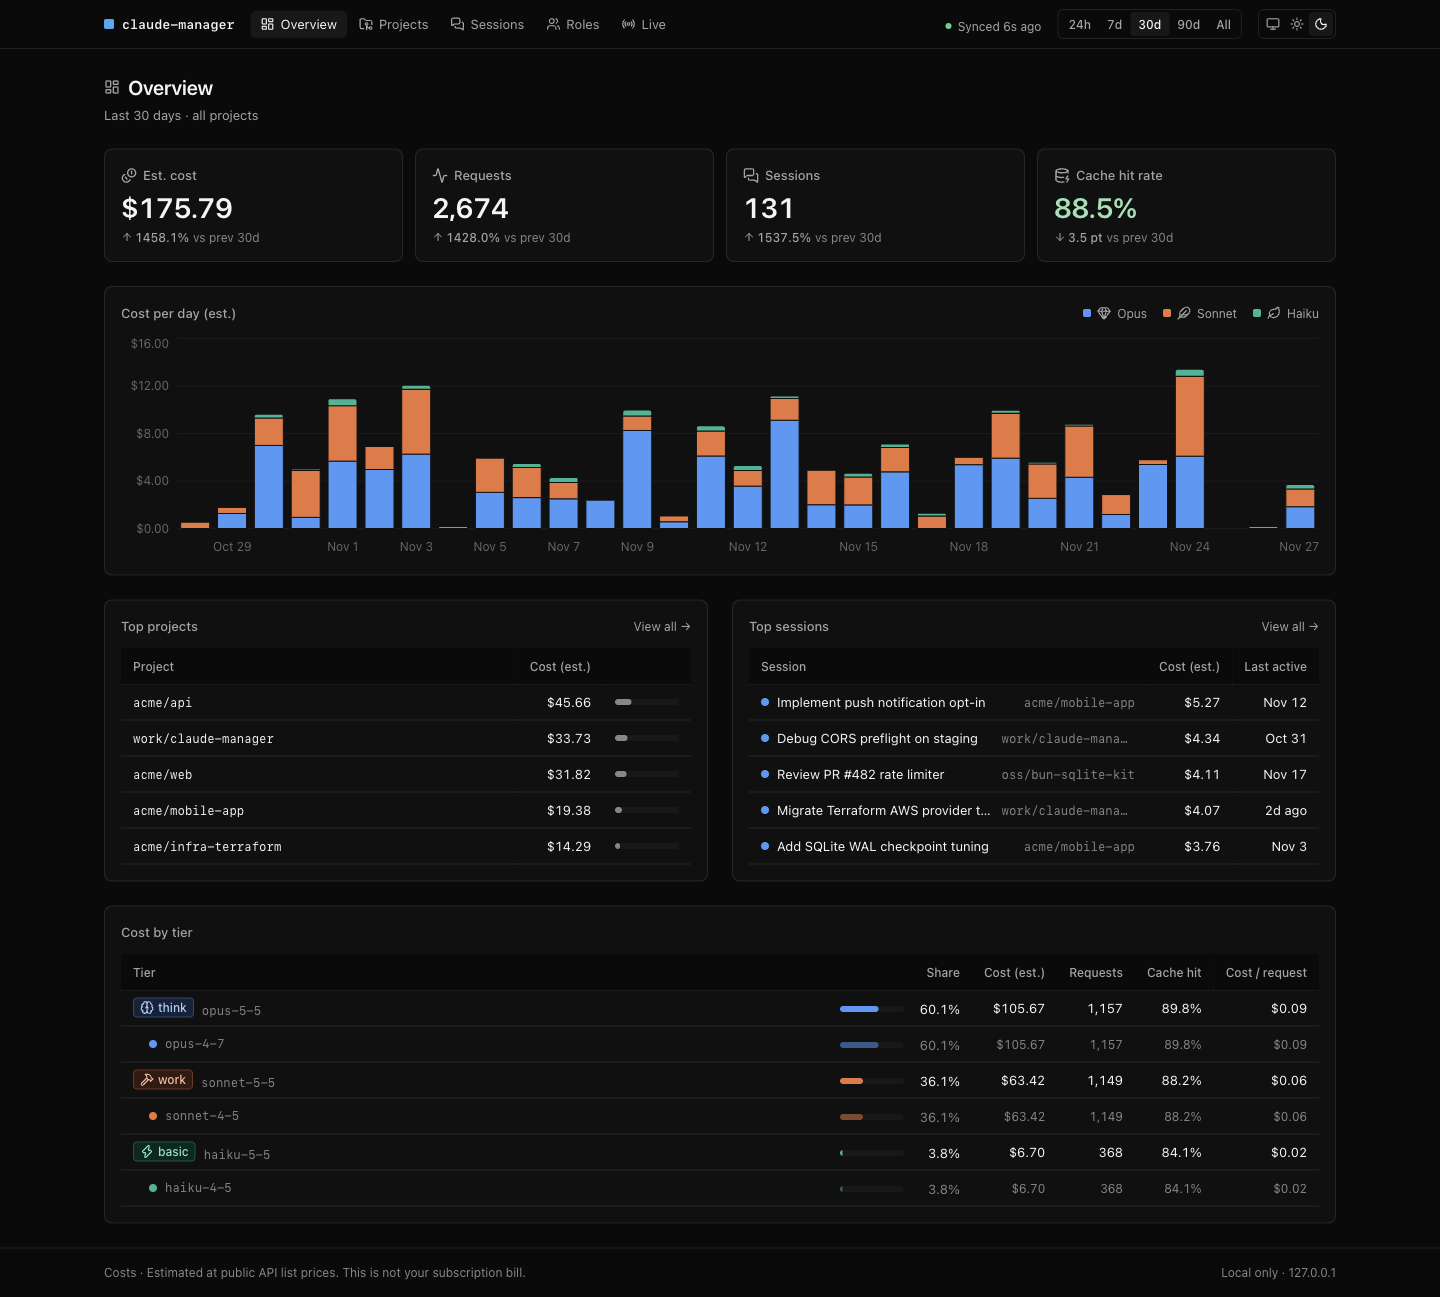 claude-manager Overview Projects Sessions Roles Live Synced 6s ago 24h 7d 30d 90d All
Overview
Last 30 days · all projects
Est. cost
$175.79
↑ 1458.1% vs prev 30d
Requests
2,674
↑ 1428.0% vs prev 30d
Sessions
131
↑ 1537.5% vs prev 30d
Cache hit rate
88.5%
↓ 3.5 pt vs prev 30d
Cost per day (est.) Opus Sonnet Haiku
$16.00
$12.00
$8.00
$4.00
$0.00
Oct 29 Nov 1 Nov 3 Nov 5 Nov 7 Nov 9 Nov 12 Nov 15 Nov 18 Nov 21 Nov 24 Nov 27
Top projects View all →
Project Cost (est.)
acme/api $45.66
work/claude-manager $33.73
acme/web $31.82
acme/mobile-app $19.38
acme/infra-terraform $14.29
Top sessions View all →
Session Cost (est.) Last active
Implement push notification opt-in acme/mobile-app $5.27 Nov 12
Debug CORS preflight on staging work/claude-mana… $4.34 Oct 31
Review PR #482 rate limiter oss/bun-sqlite-kit $4.11 Nov 17
Migrate Terraform AWS provider t… work/claude-mana… $4.07 2d ago
Add SQLite WAL checkpoint tuning acme/mobile-app $3.76 Nov 3
Cost by tier
Tier Share Cost (est.) Requests Cache hit Cost / request
think opus-5-5 60.1% $105.67 1,157 89.8% $0.09
opus-4-7 60.1% $105.67 1,157 89.8% $0.09
work sonnet-5-5 36.1% $63.42 1,149 88.2% $0.06
sonnet-4-5 36.1% $63.42 1,149 88.2% $0.06
basic haiku-5-5 3.8% $6.70 368 84.1% $0.02
haiku-4-5 3.8% $6.70 368 84.1% $0.02
Costs · Estimated at public API list prices. This is not your subscription bill. Local only · 127.0.0.1